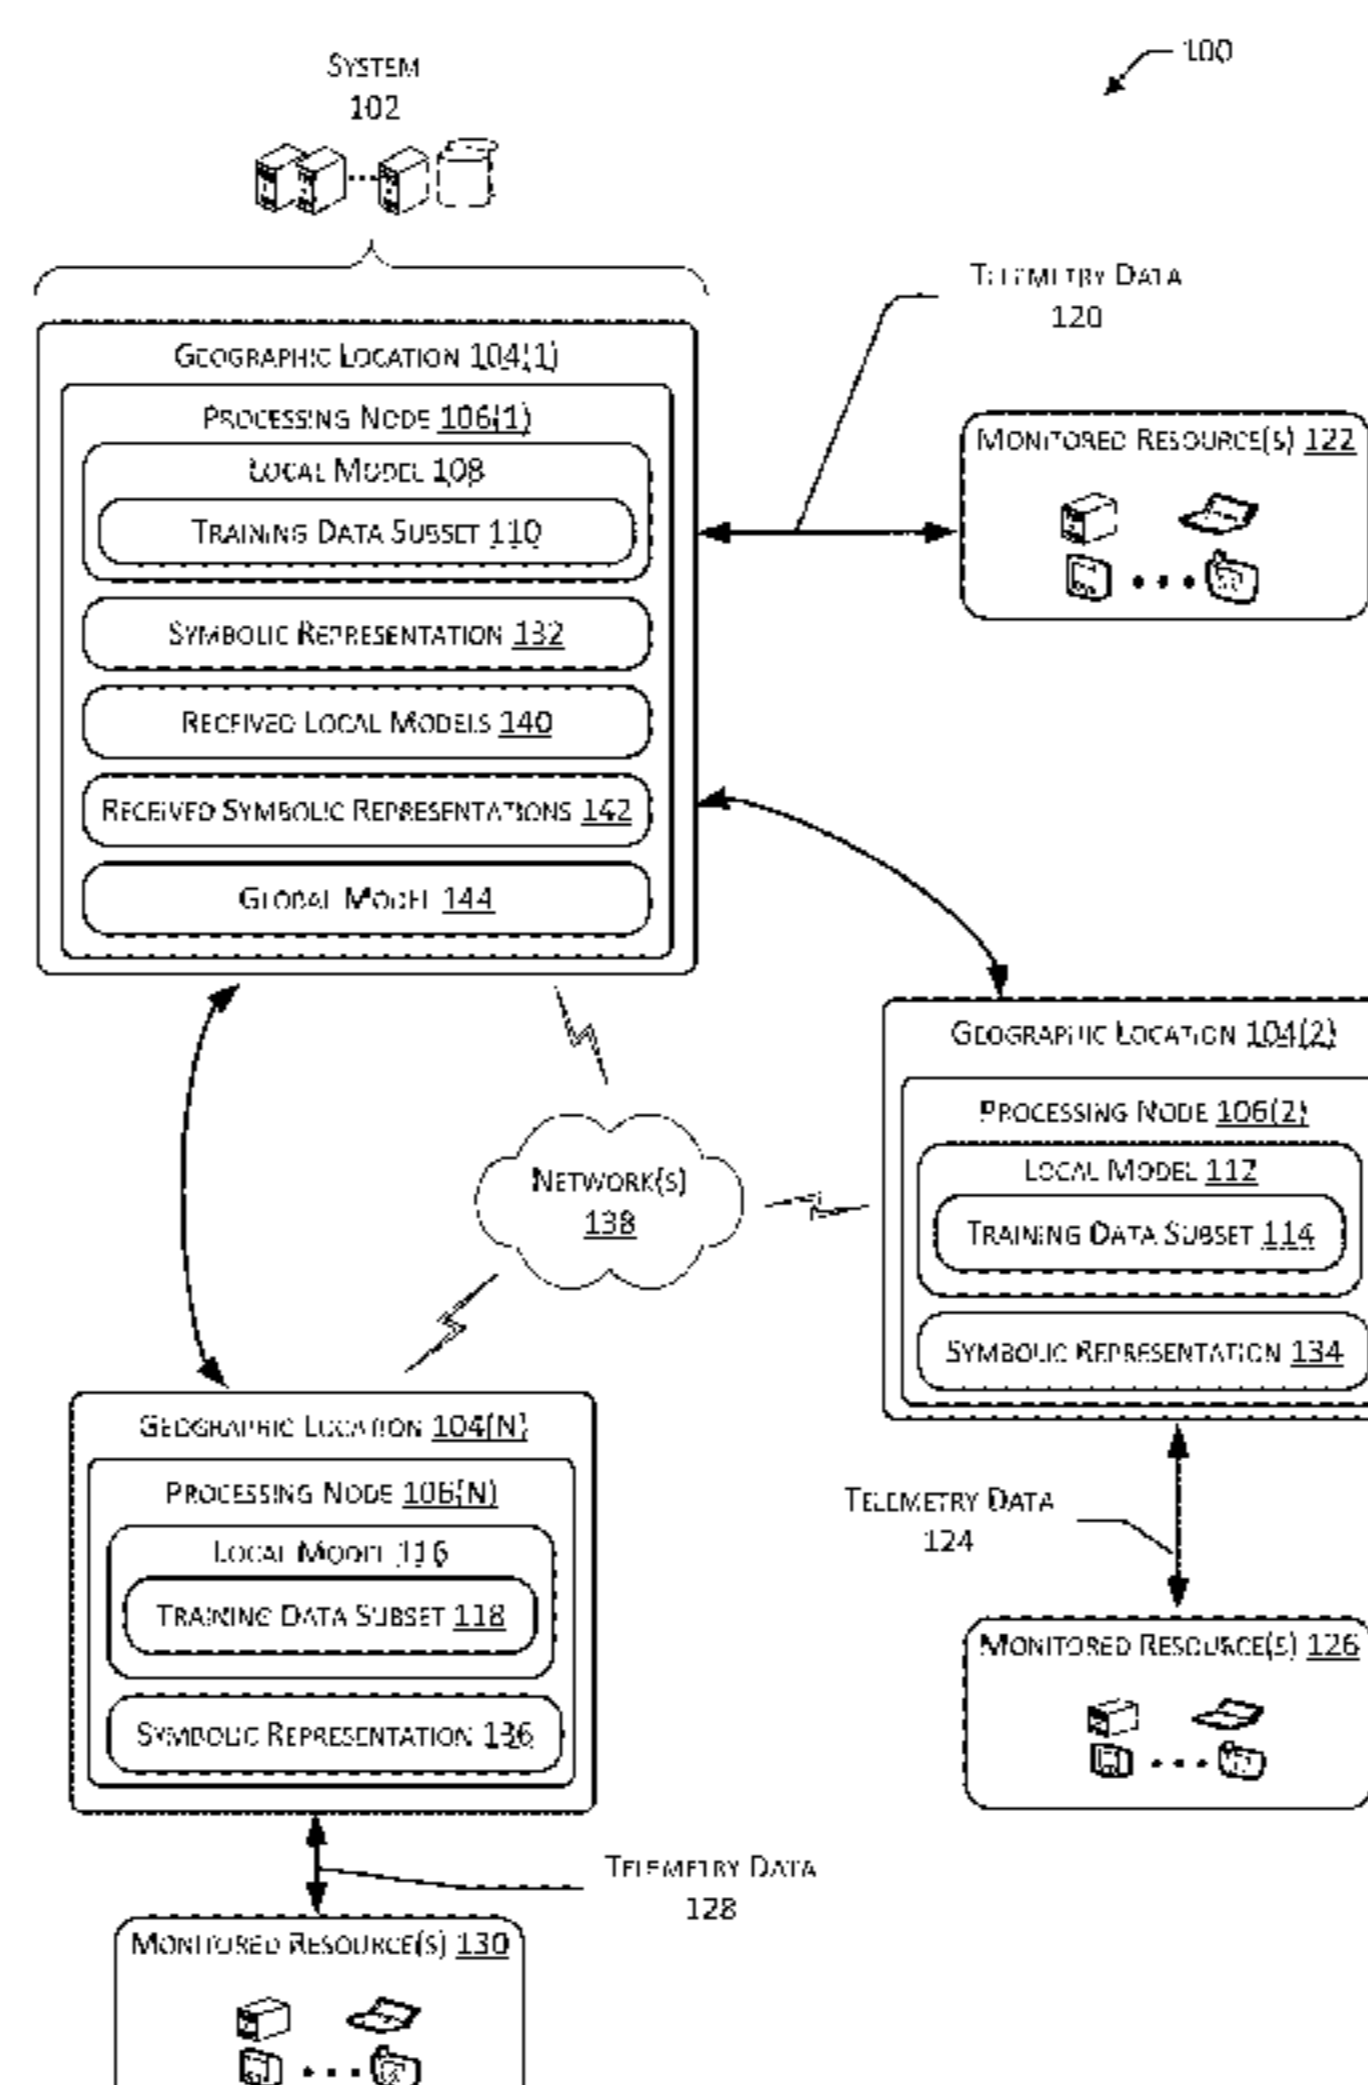 100
SYSTEM
102
TELEMETRY DATA
120
GEOGRAPHIC LOCATION 104(1)
PROCESSING NODE 106(1)
LOCAL MODEL 108
TRAINING DATA SUBSET 110
SYMBOLIC REPRESENTATION 132
RECEIVED LOCAL MODELS 140
RECEIVED SYMBOLIC REPRESENTATIONS 142
GLOBAL MODEL 144
MONITORED RESOURCE(S) 122
GEOGRAPHIC LOCATION 104(2)
PROCESSING NODE 106(2)
LOCAL MODEL 112
TRAINING DATA SUBSET 114
SYMBOLIC REPRESENTATION 134
NETWORK(S)
138
GEOGRAPHIC LOCATION 104(N)
PROCESSING NODE 106(N)
LOCAL MODEL 116
TRAINING DATA SUBSET 118
SYMBOLIC REPRESENTATION 136
TELEMETRY DATA
124
MONITORED RESOURCE(S) 126
TELEMETRY DATA
128
MONITORED RESOURCE(S) 130